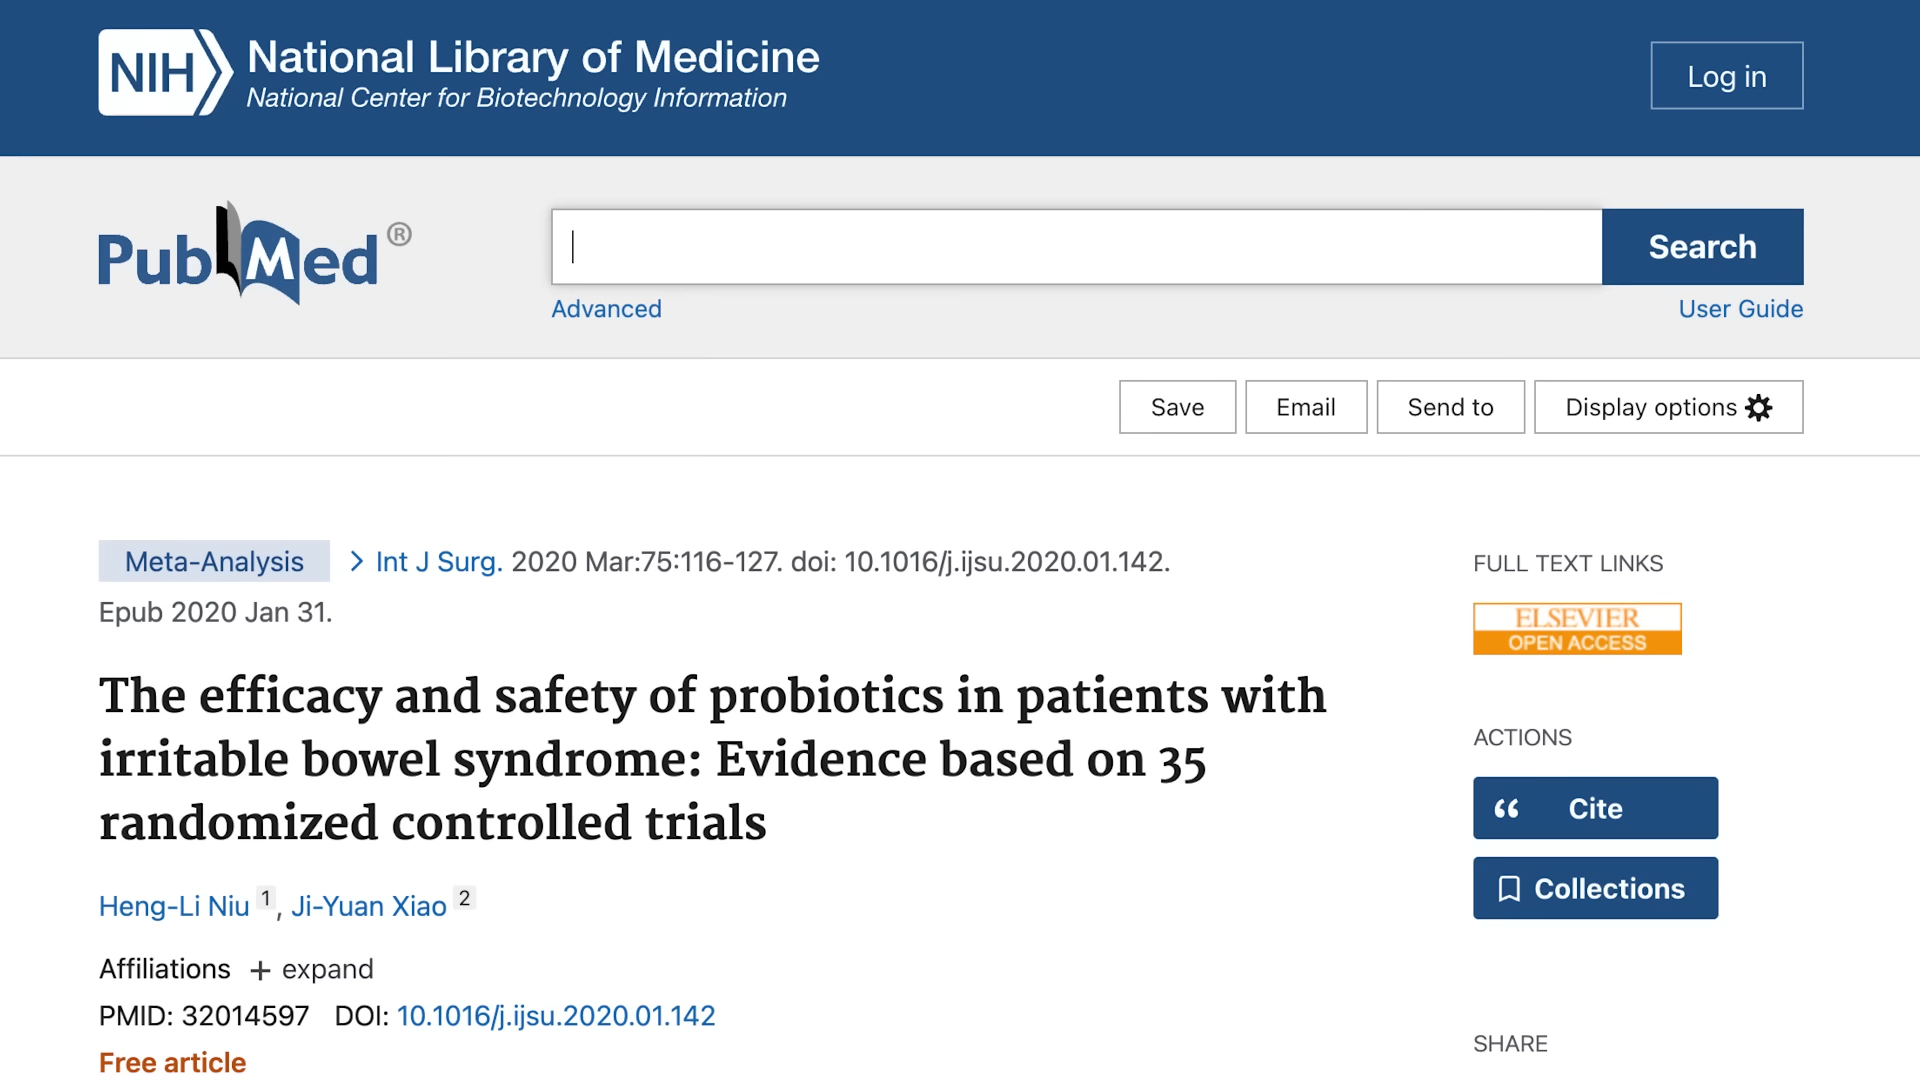 NIH National Library of Medicine
National Center for Biotechnology Information
Log in
PubMed®
Search
Advanced
User Guide
Save
Email
Send to
Display options
Meta-Analysis > Int J Surg. 2020 Mar:75:116-127. doi: 10.1016/j.ijsu.2020.01.142.
Epub 2020 Jan 31.
The efficacy and safety of probiotics in patients with
irritable bowel syndrome: Evidence based on 35
randomized controlled trials
Heng-Li Niu 1, Ji-Yuan Xiao 2
Affiliations + expand
PMID: 32014597 DOI: 10.1016/j.ijsu.2020.01.142
Free article
FULL TEXT LINKS
ELSEVIER
OPEN ACCESS
ACTIONS
Cite
Collections
SHARE